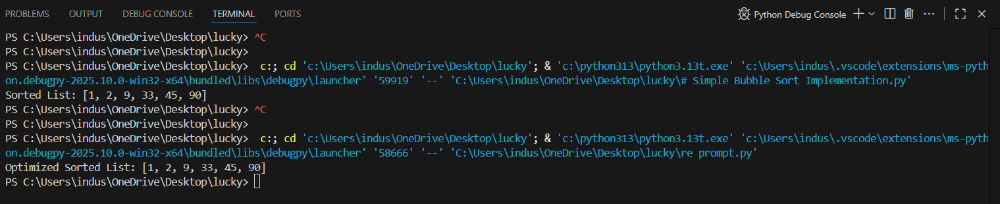 PROBLEMS OUTPUT DEBUG CONSOLE TERMINAL PORTS Python Debug Console
PS C:\Users\indus\OneDrive\Desktop\lucky> ^C
PS C:\Users\indus\OneDrive\Desktop\lucky>
PS C:\Users\indus\OneDrive\Desktop\lucky>  c:; cd 'c:\Users\indus\OneDrive\Desktop\lucky'; & 'c:\python313\python3.13t.exe' 'c:\Users\indus\.vscode\extensions\ms-pyth
on.debugpy-2025.10.0-win32-x64\bundled\libs\debugpy\launcher' '59919' '--' 'C:\Users\indus\OneDrive\Desktop\lucky\# Simple Bubble Sort Implementation.py'
Sorted List: [1, 2, 9, 33, 45, 90]
PS C:\Users\indus\OneDrive\Desktop\lucky> ^C
PS C:\Users\indus\OneDrive\Desktop\lucky>
PS C:\Users\indus\OneDrive\Desktop\lucky>  c:; cd 'c:\Users\indus\OneDrive\Desktop\lucky'; & 'c:\python313\python3.13t.exe' 'c:\Users\indus\.vscode\extensions\ms-pyth
on.debugpy-2025.10.0-win32-x64\bundled\libs\debugpy\launcher' '58666' '--' 'C:\Users\indus\OneDrive\Desktop\lucky\re prompt.py'
Optimized Sorted List: [1, 2, 9, 33, 45, 90]
PS C:\Users\indus\OneDrive\Desktop\lucky>